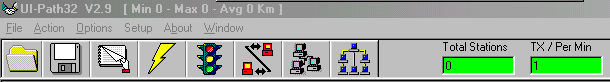 UI-Path32 V2.9 [ Min 0 - Max 0 - Avg 0 Km ]
File Action Options Setup About Window
Total Stations TX / Per Min
0 1